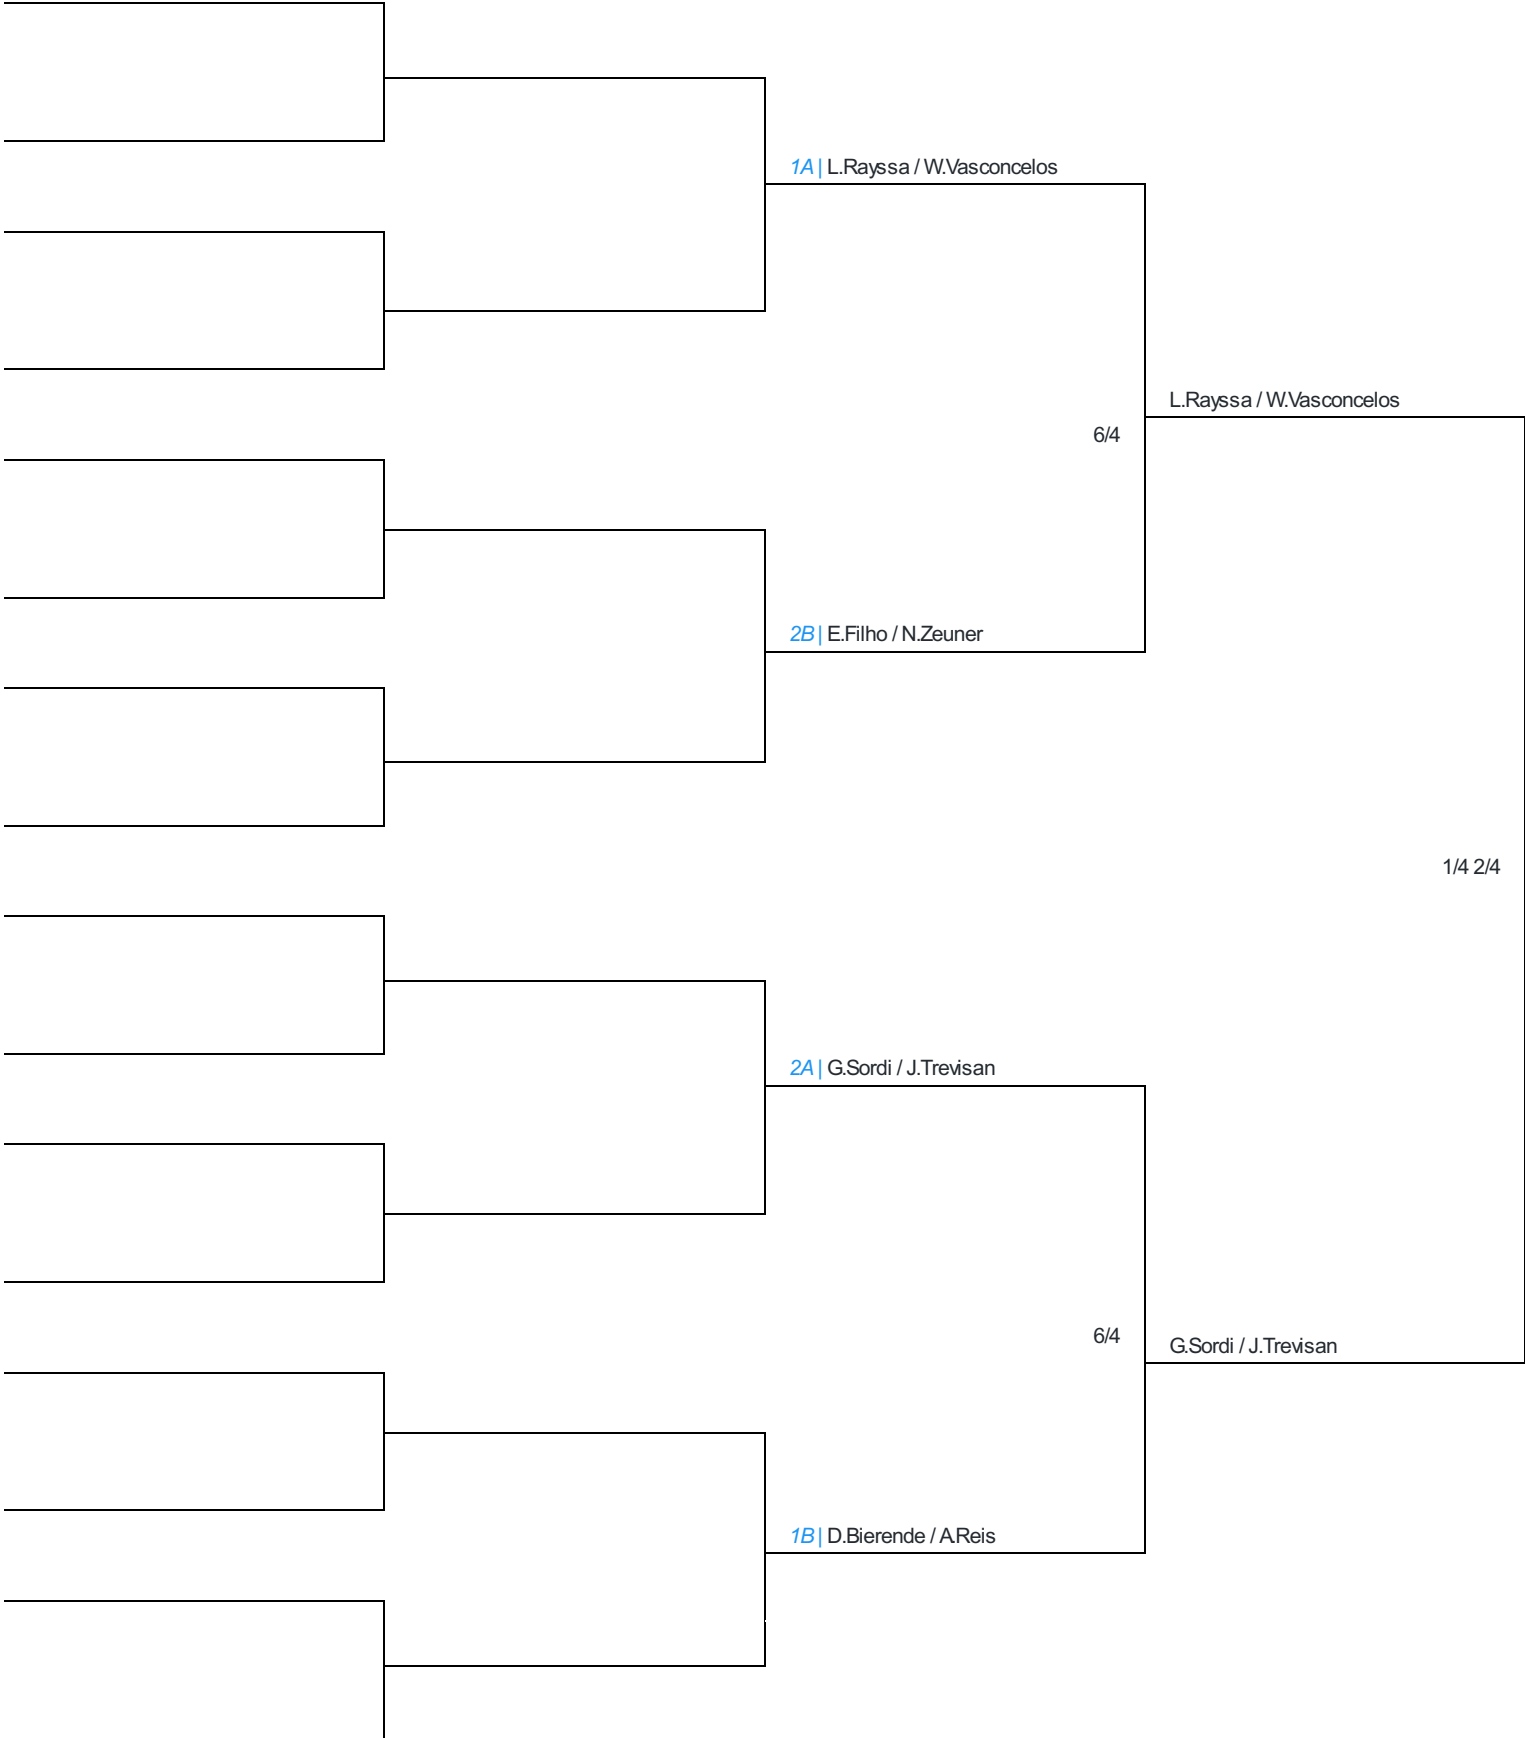 1A | L.Rayssa / W.Vasconcelos
L.Rayssa / W.Vasconcelos
6/4
2B | E.Filho / N.Zeuner
1/4 2/4
2A | G.Sordi / J.Trevisan
6/4
G.Sordi / J.Trevisan
1B | D.Bierende / A.Reis